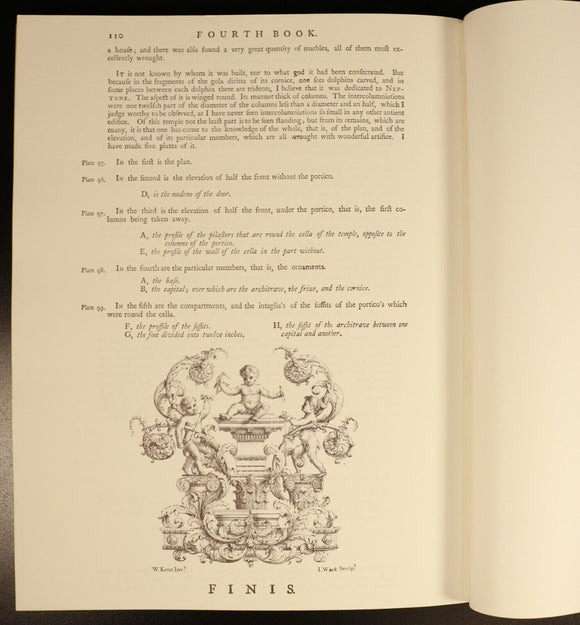 110 FOURTH BOOK.
a houſe; and there was alſo found a very great quantity of marbles, all of them moſt ex-
cellently wrought.
IT is not known by whom it was built, nor to what god it had been conſecrated. But
becauſe in the fragments of the gola diritta of its cornice, one ſees dolphins carved, and in
ſome places between each dolphin there are tridents, I believe that it was dedicated to NEP-
TUNE. The aſpect of it is winged round. Its manner thick of columns. The intercolumniations
were one twelfth part of the diameter of the columns leſs than a diameter and an half, which I
judge worthy to be obſerved, as I have never ſeen intercolumniations ſo ſmall in any other antient
edifice. Of this temple not the leaſt part is to be ſeen ſtanding; but from its remains, which are
many, it is that one has come to the knowledge of the whole, that is, of the plan, and of the
elevation, and of its particular members, which are all wrought with wonderful artifice. I
have made five plates of it.
Plate 95. IN the firſt is the plan.
Plate 96. IN the ſecond is the elevation of half the front without the portico.
D, is the modeno of the door.
Plate 97. IN the third is the elevation of half the front, under the portico, that is, the firſt co-
lumns being taken away.
A, the profile of the pilaſters that are round the cella of the temple, oppoſite to the
columns of the portico.
E, the profile of the wall of the cella in the part without.
Plate 98. IN the fourth are the particular members, that is, the ornaments.
A, the baſe.
B, the capital; over which are the architrave, the frize, and the cornice.
Plate 99. IN the fifth are the compartments, and the intaglia's of the ſoffits of the portico's which
were round the cella.
F, the profile of the ſoffits. H, the ſoffit of the architrave between one
G, the foot divided into twelve inches. capital and another.
W. Kent Inv.t I. Ware Sculp.t
FINIS.